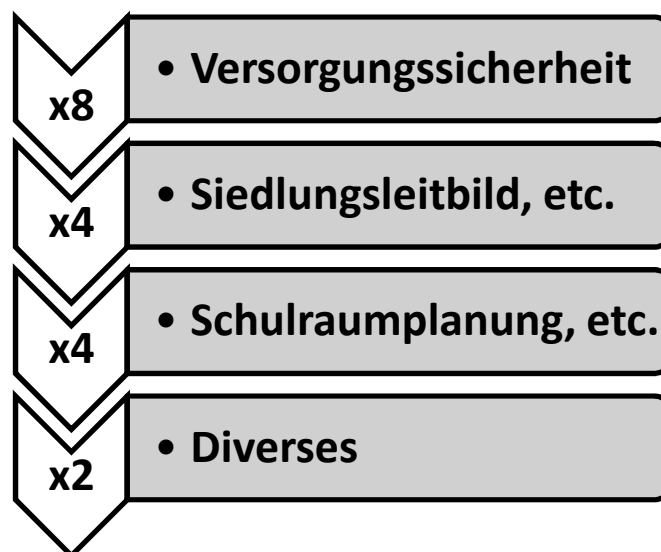 x8
• Versorgungssicherheit
x4
• Siedlungsleitbild, etc.
x4
• Schulraumplanung, etc.
x2
• Diverses